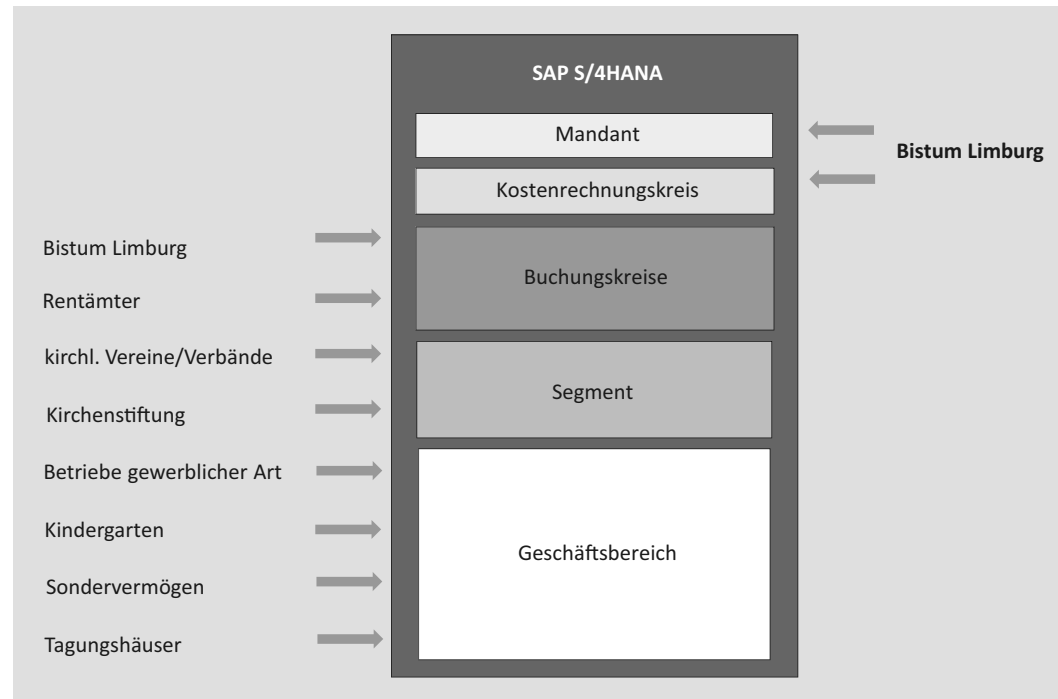 SAP S/4HANA
Mandant
Bistum Limburg
Kostenrechnungskreis
Bistum Limburg
Buchungskreise
Rentämter
kirchl. Vereine/Verbände
Segment
Kirchenstiftung
Betriebe gewerblicher Art
Kindergarten
Geschäftsbereich
Sondervermögen
Tagungshäuser